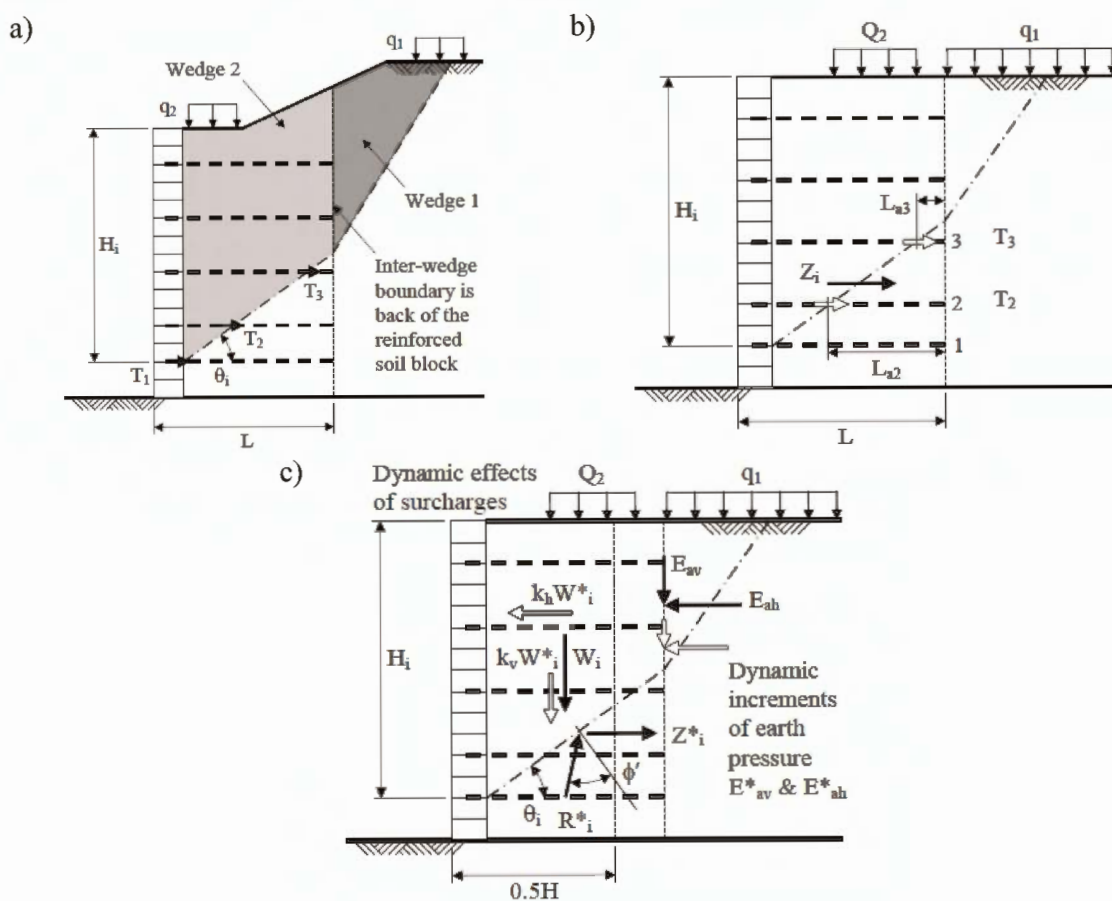 a)
q₁
Wedge 2
q₂
Wedge 1
Hᵢ
Inter-wedge
boundary is
back of the
reinforced
soil block
T₃
T₂
T₁
θᵢ
L
b)
Q₂
q₁
Lₐ₃
Hᵢ
3 T₃
Zᵢ
2 T₂
1
Lₐ₂
L
c)
Dynamic effects
of surcharges
Q₂
q₁
Eₐᵥ
kₕW*ᵢ
Eₐₕ
Hᵢ
kᵥW*ᵢ
Wᵢ
Dynamic
increments
of earth
pressure
E*ₐᵥ & E*ₐₕ
Z*ᵢ
ϕ'
θᵢ
R*ᵢ
0.5H